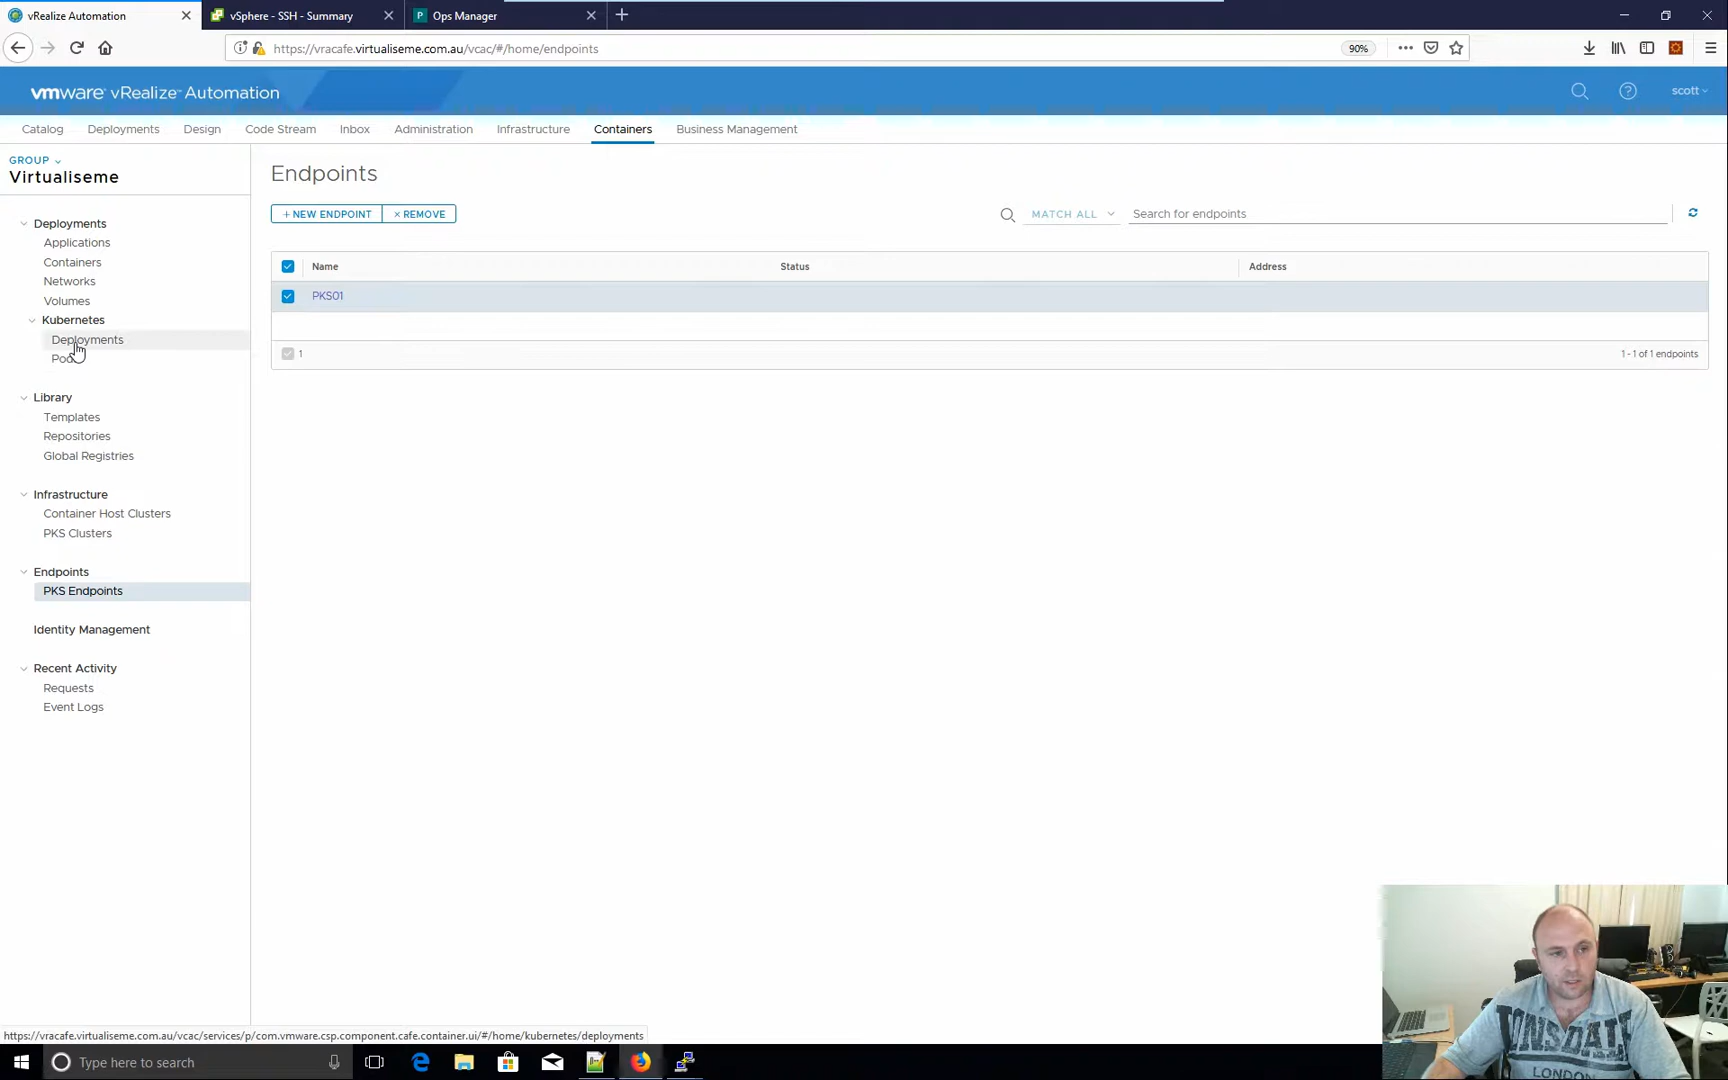 vRealize Automation
vSphere - SSH - Summary
Ops Manager
https://vracafe.virtualiseme.com.au/vcac/#/home/endpoints
90%
vmware vRealize Automation
scott
Catalog Deployments Design Code Stream Inbox Administration Infrastructure Containers Business Management
GROUP
Virtualiseme
Endpoints
+ NEW ENDPOINT × REMOVE
MATCH ALL Search for endpoints
Name Status Address
PKS01
1 1 - 1 of 1 endpoints
Deployments
Applications
Containers
Networks
Volumes
Kubernetes
Deployments
Library
Templates
Repositories
Global Registries
Infrastructure
Container Host Clusters
PKS Clusters
Endpoints
PKS Endpoints
Identity Management
Recent Activity
Requests
Event Logs
LONSDALE
LONDON
https://vracafe.virtualiseme.com.au/vcac/services/p/com.vmware.csp.component.cafe.container.ui/#/home/kubernetes/deployments
Type here to search